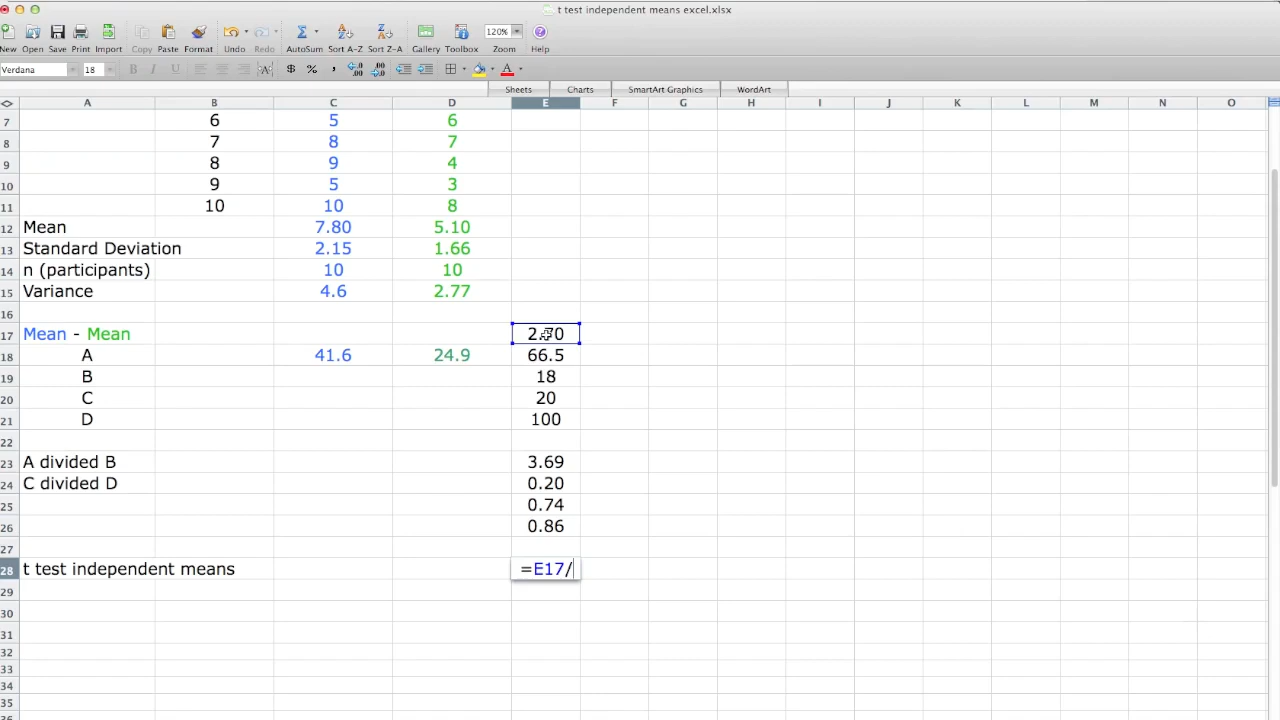 t test independent means excel.xlsx
New Open Save Print Import Copy Paste Format Undo Redo AutoSum Sort A-Z Sort Z-A Gallery Toolbox Zoom Help
120%
Verdana 18 B I U AB $ % , 
Sheets Charts SmartArt Graphics WordArt
A B C D E F G H I J K L M N O
7 6 5 6
8 7 8 7
9 8 9 4
10 9 5 3
11 10 10 8
12 Mean 7.80 5.10
13 Standard Deviation 2.15 1.66
14 n (participants) 10 10
15 Variance 4.6 2.77
16
17 Mean - Mean 2.70
18 A 41.6 24.9 66.5
19 B 18
20 C 20
21 D 100
22
23 A divided B 3.69
24 C divided D 0.20
25 0.74
26 0.86
27
28 t test independent means =E17/
29
30
31
32
33
34
35